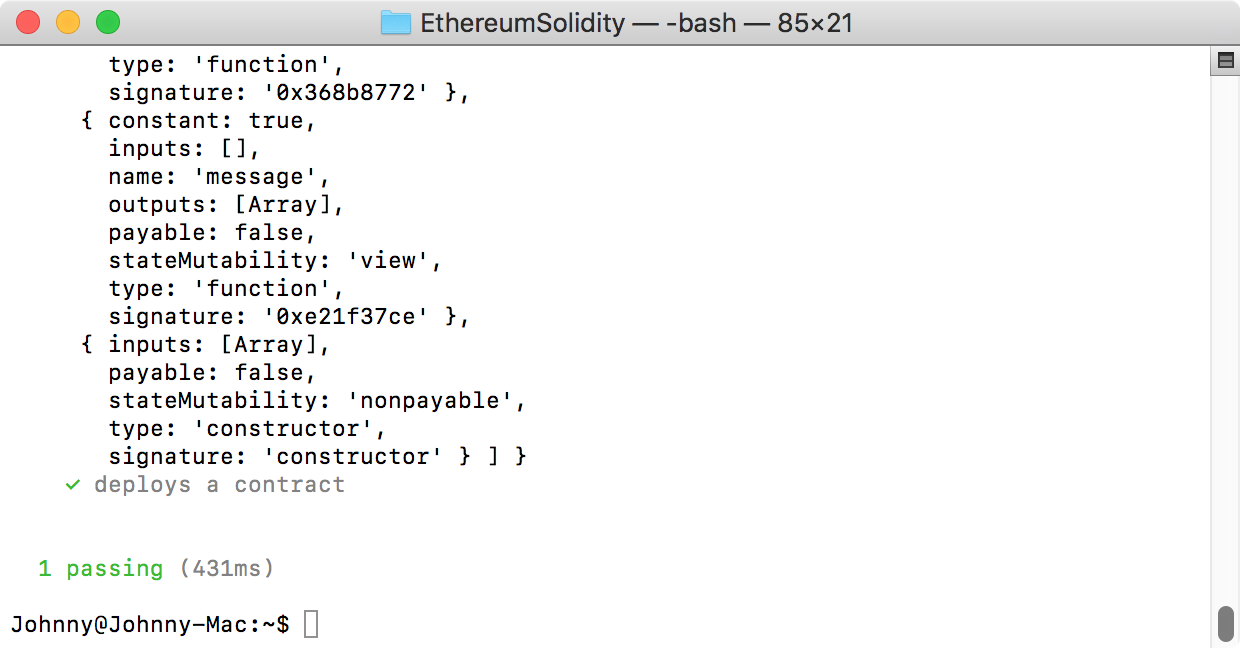 EthereumSolidity — -bash — 85×21
type: 'function',
signature: '0x368b8772' },
{ constant: true,
inputs: [],
name: 'message',
outputs: [Array],
payable: false,
stateMutability: 'view',
type: 'function',
signature: '0xe21f37ce' },
{ inputs: [Array],
payable: false,
stateMutability: 'nonpayable',
type: 'constructor',
signature: 'constructor' } ] }
✓ deploys a contract
1 passing (431ms)
Johnny@Johnny-Mac:~$